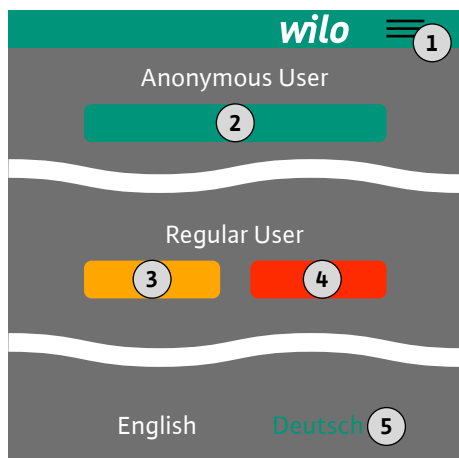 wilo
1
Anonymous User
2
Regular User
3 4
English Deutsch 5